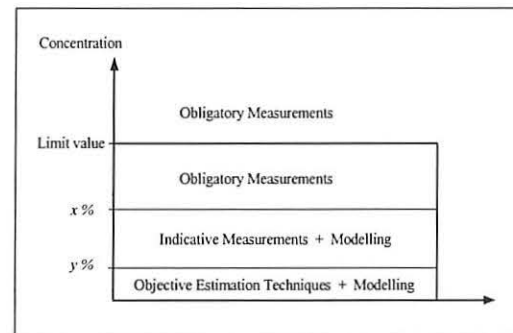 Concentration
Obligatory Measurements
Limit value
Obligatory Measurements
x %
Indicative Measurements + Modelling
y %
Objective Estimation Techniques + Modelling